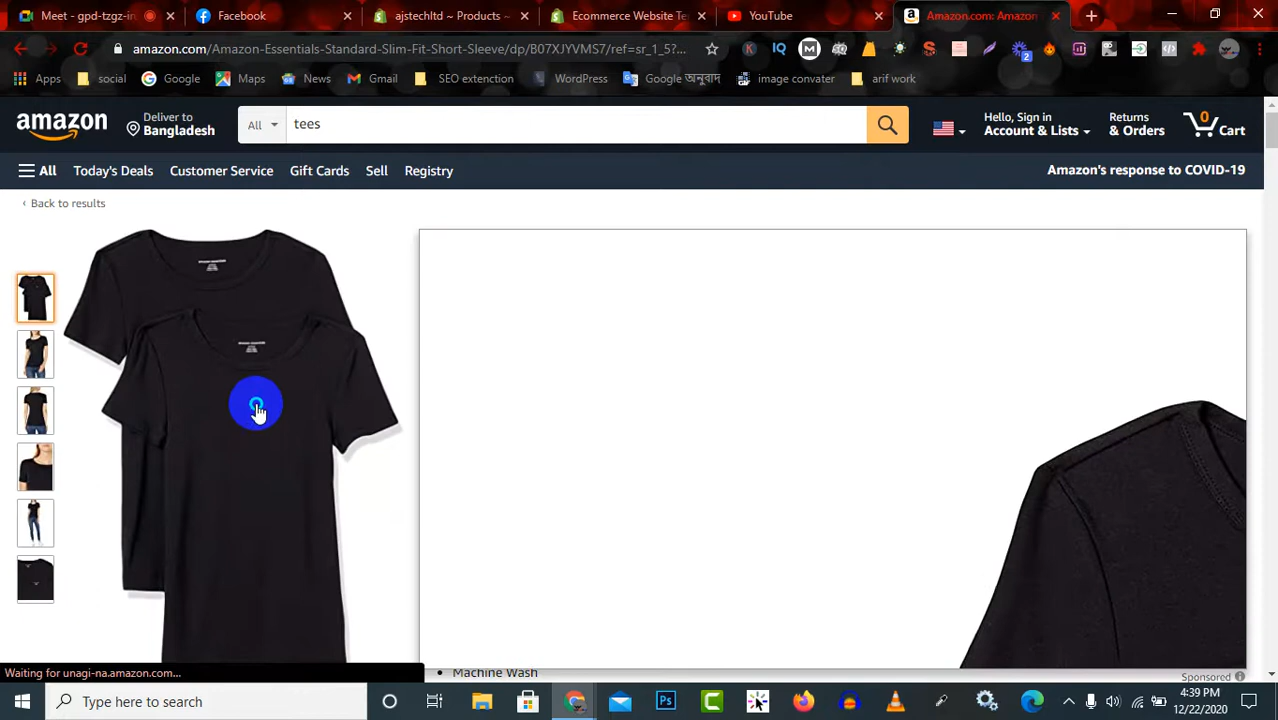 Meet - gpd-tzgz-in
Facebook
ajstechltd ~ Products ~
Ecommerce Website Te
YouTube
Amazon.com: Amazon
amazon.com/Amazon-Essentials-Standard-Slim-Fit-Short-Sleeve/dp/B07XJYVMS7/ref=sr_1_5?...
Apps
social
Google
Maps
News
Gmail
SEO extenction
WordPress
Google অনুবাদ
image convater
arif work
amazon
Deliver to
Bangladesh
All
tees
Hello, Sign in
Account & Lists
Returns
& Orders
0
Cart
All
Today's Deals
Customer Service
Gift Cards
Sell
Registry
Amazon's response to COVID-19
‹ Back to results
• Machine Wash
Waiting for unagi-na.amazon.com...
Sponsored
Type here to search
4:39 PM
12/22/2020